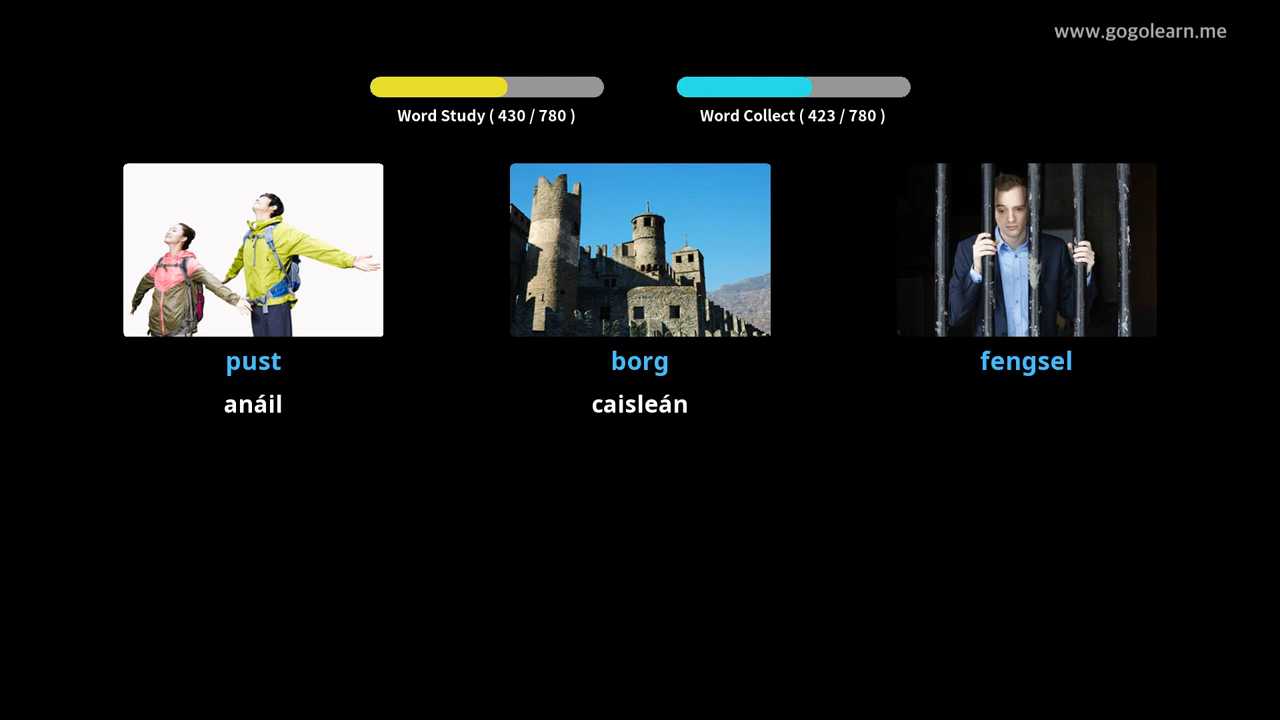 www.gogolearn.me
Word Study ( 430 / 780 )
Word Collect ( 423 / 780 )
pust
borg
fengsel
anáil
caisleán